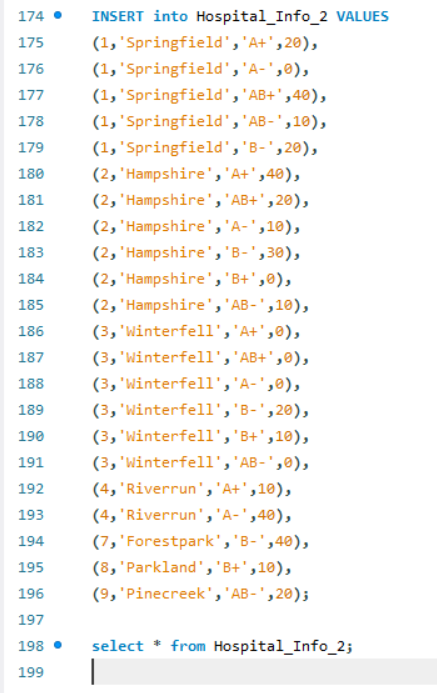 174 INSERT into Hospital_Info_2 VALUES
175 (1,'Springfield','A+',20),
176 (1,'Springfield','A-',0),
177 (1,'Springfield','AB+',40),
178 (1,'Springfield','AB-',10),
179 (1,'Springfield','B-',20),
180 (2,'Hampshire','A+',40),
181 (2,'Hampshire','AB+',20),
182 (2,'Hampshire','A-',10),
183 (2,'Hampshire','B-',30),
184 (2,'Hampshire','B+',0),
185 (2,'Hampshire','AB-',10),
186 (3,'Winterfell','A+',0),
187 (3,'Winterfell','AB+',0),
188 (3,'Winterfell','A-',0),
189 (3,'Winterfell','B-',20),
190 (3,'Winterfell','B+',10),
191 (3,'Winterfell','AB-',0),
192 (4,'Riverrun','A+',10),
193 (4,'Riverrun','A-',40),
194 (7,'Forestpark','B-',40),
195 (8,'Parkland','B+',10),
196 (9,'Pinecreek','AB-',20);
197
198 select * from Hospital_Info_2;
199